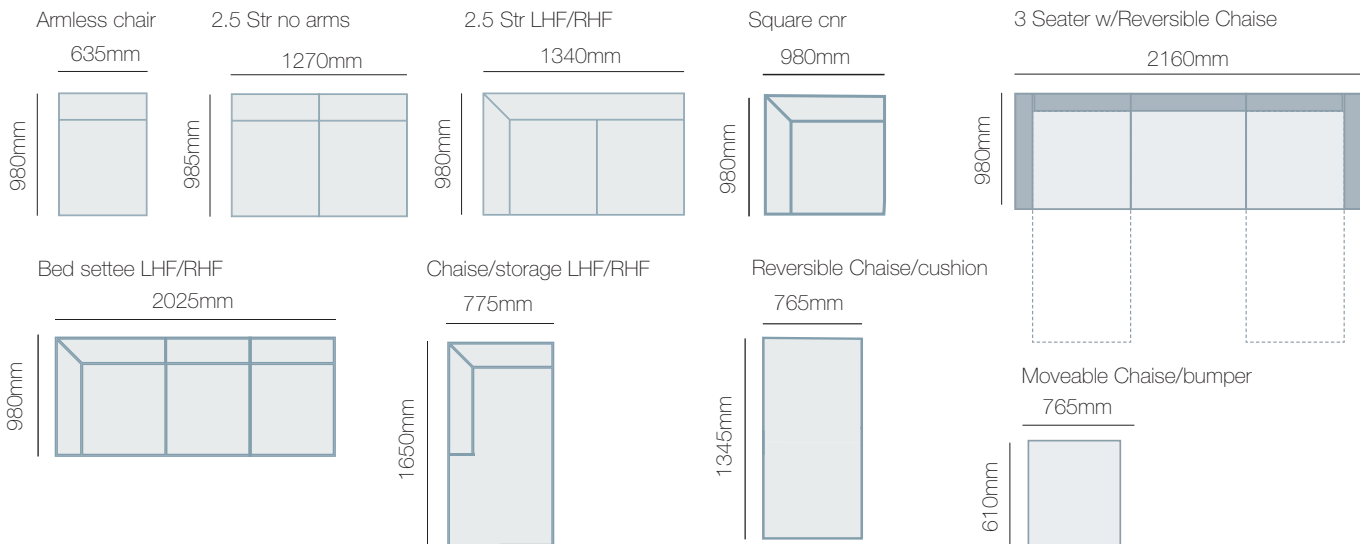 Armless chair
635mm
980mm
2.5 Str no arms
1270mm
985mm
2.5 Str LHF/RHF
1340mm
980mm
Square cnr
980mm
980mm
3 Seater w/Reversible Chaise
2160mm
980mm
Bed settee LHF/RHF
2025mm
980mm
Chaise/storage LHF/RHF
775mm
1650mm
Reversible Chaise/cushion
765mm
1345mm
Moveable Chaise/bumper
765mm
610mm